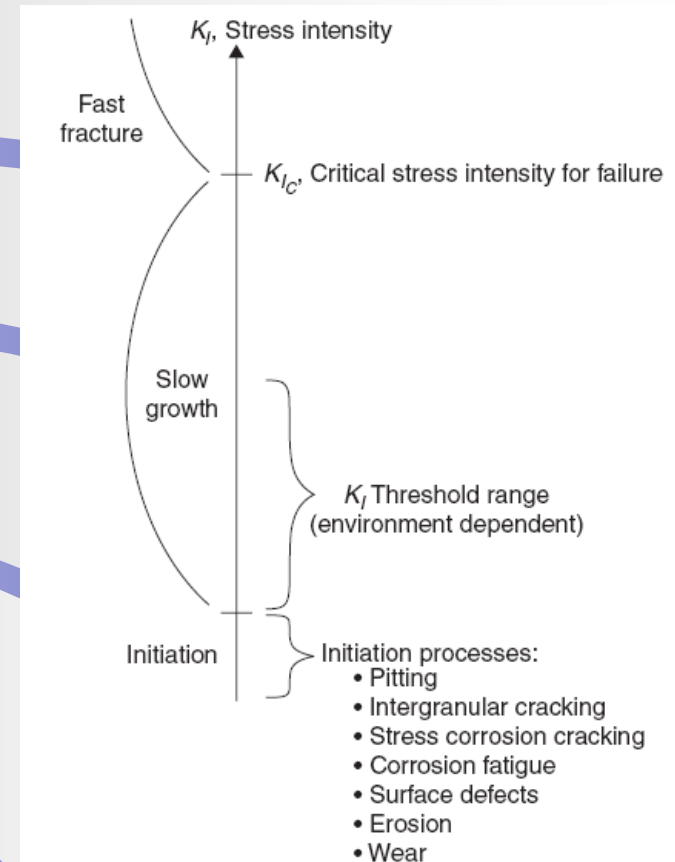 K_I, Stress intensity
Fast
fracture
K_IC, Critical stress intensity for failure
Slow
growth
K_I Threshold range
(environment dependent)
Initiation
Initiation processes:
• Pitting
• Intergranular cracking
• Stress corrosion cracking
• Corrosion fatigue
• Surface defects
• Erosion
• Wear